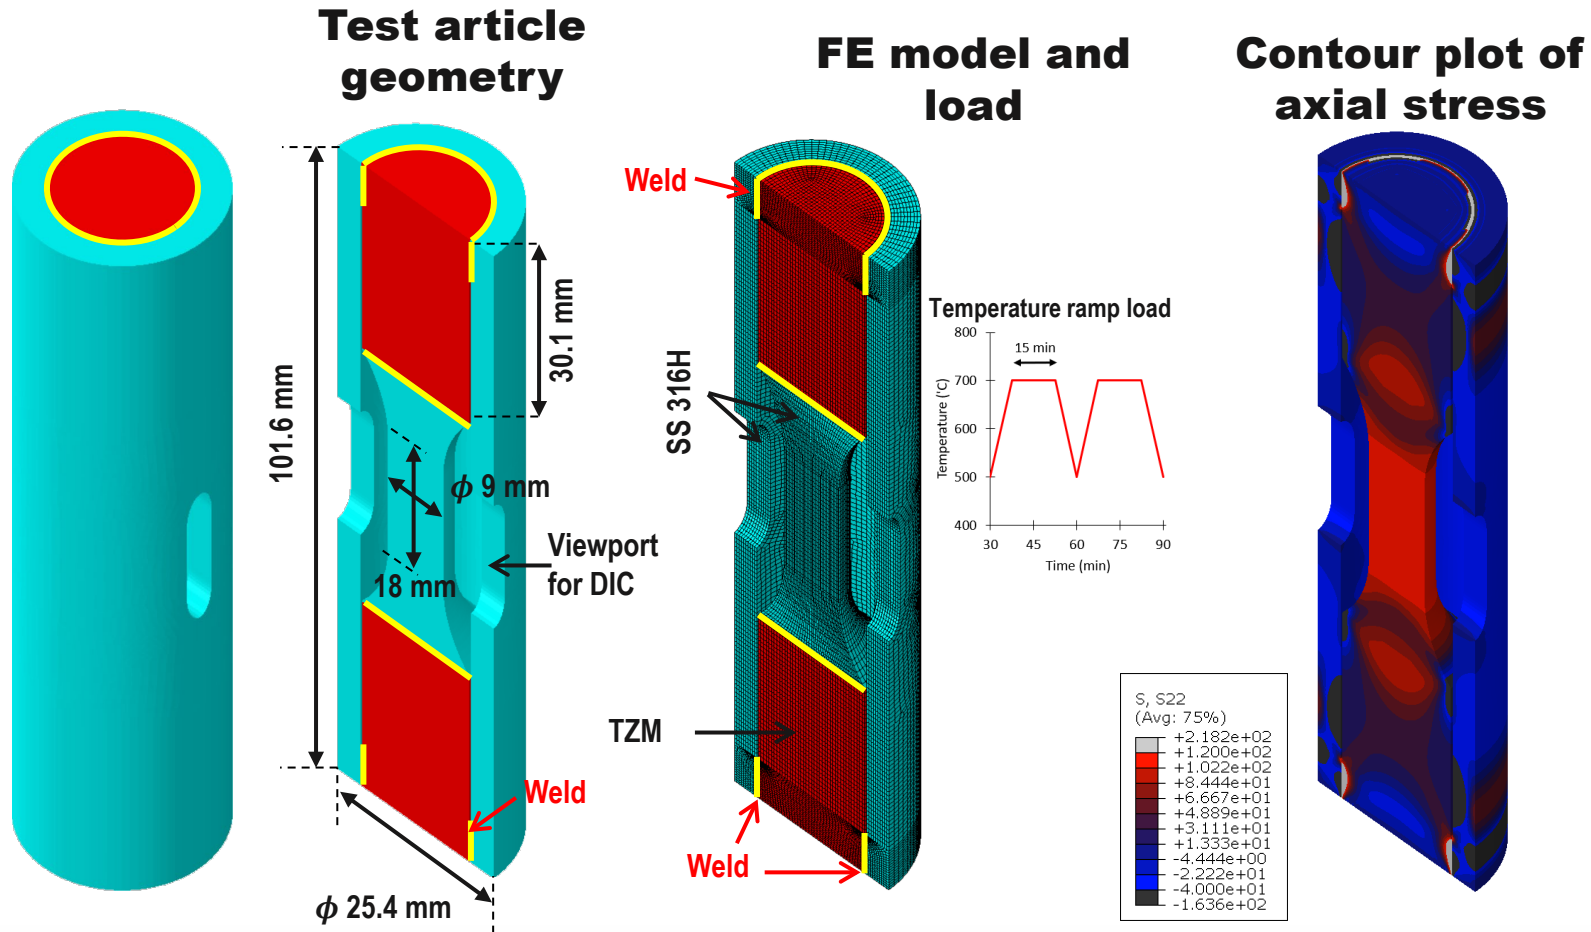 Test article
geometry
FE model and
load
Contour plot of
axial stress
101.6 mm
30.1 mm
ϕ 9 mm
18 mm
Viewport
for DIC
Weld
ϕ 25.4 mm
Weld
SS 316H
TZM
Weld
Temperature ramp load
15 min
Temperature (°C)
800
700
600
500
400
30 45 60 75 90
Time (min)
S, S22
(Avg: 75%)
+2.182e+02
+1.200e+02
+1.022e+02
+8.444e+01
+6.667e+01
+4.889e+01
+3.111e+01
+1.333e+01
-4.444e+00
-2.222e+01
-4.000e+01
-1.636e+02